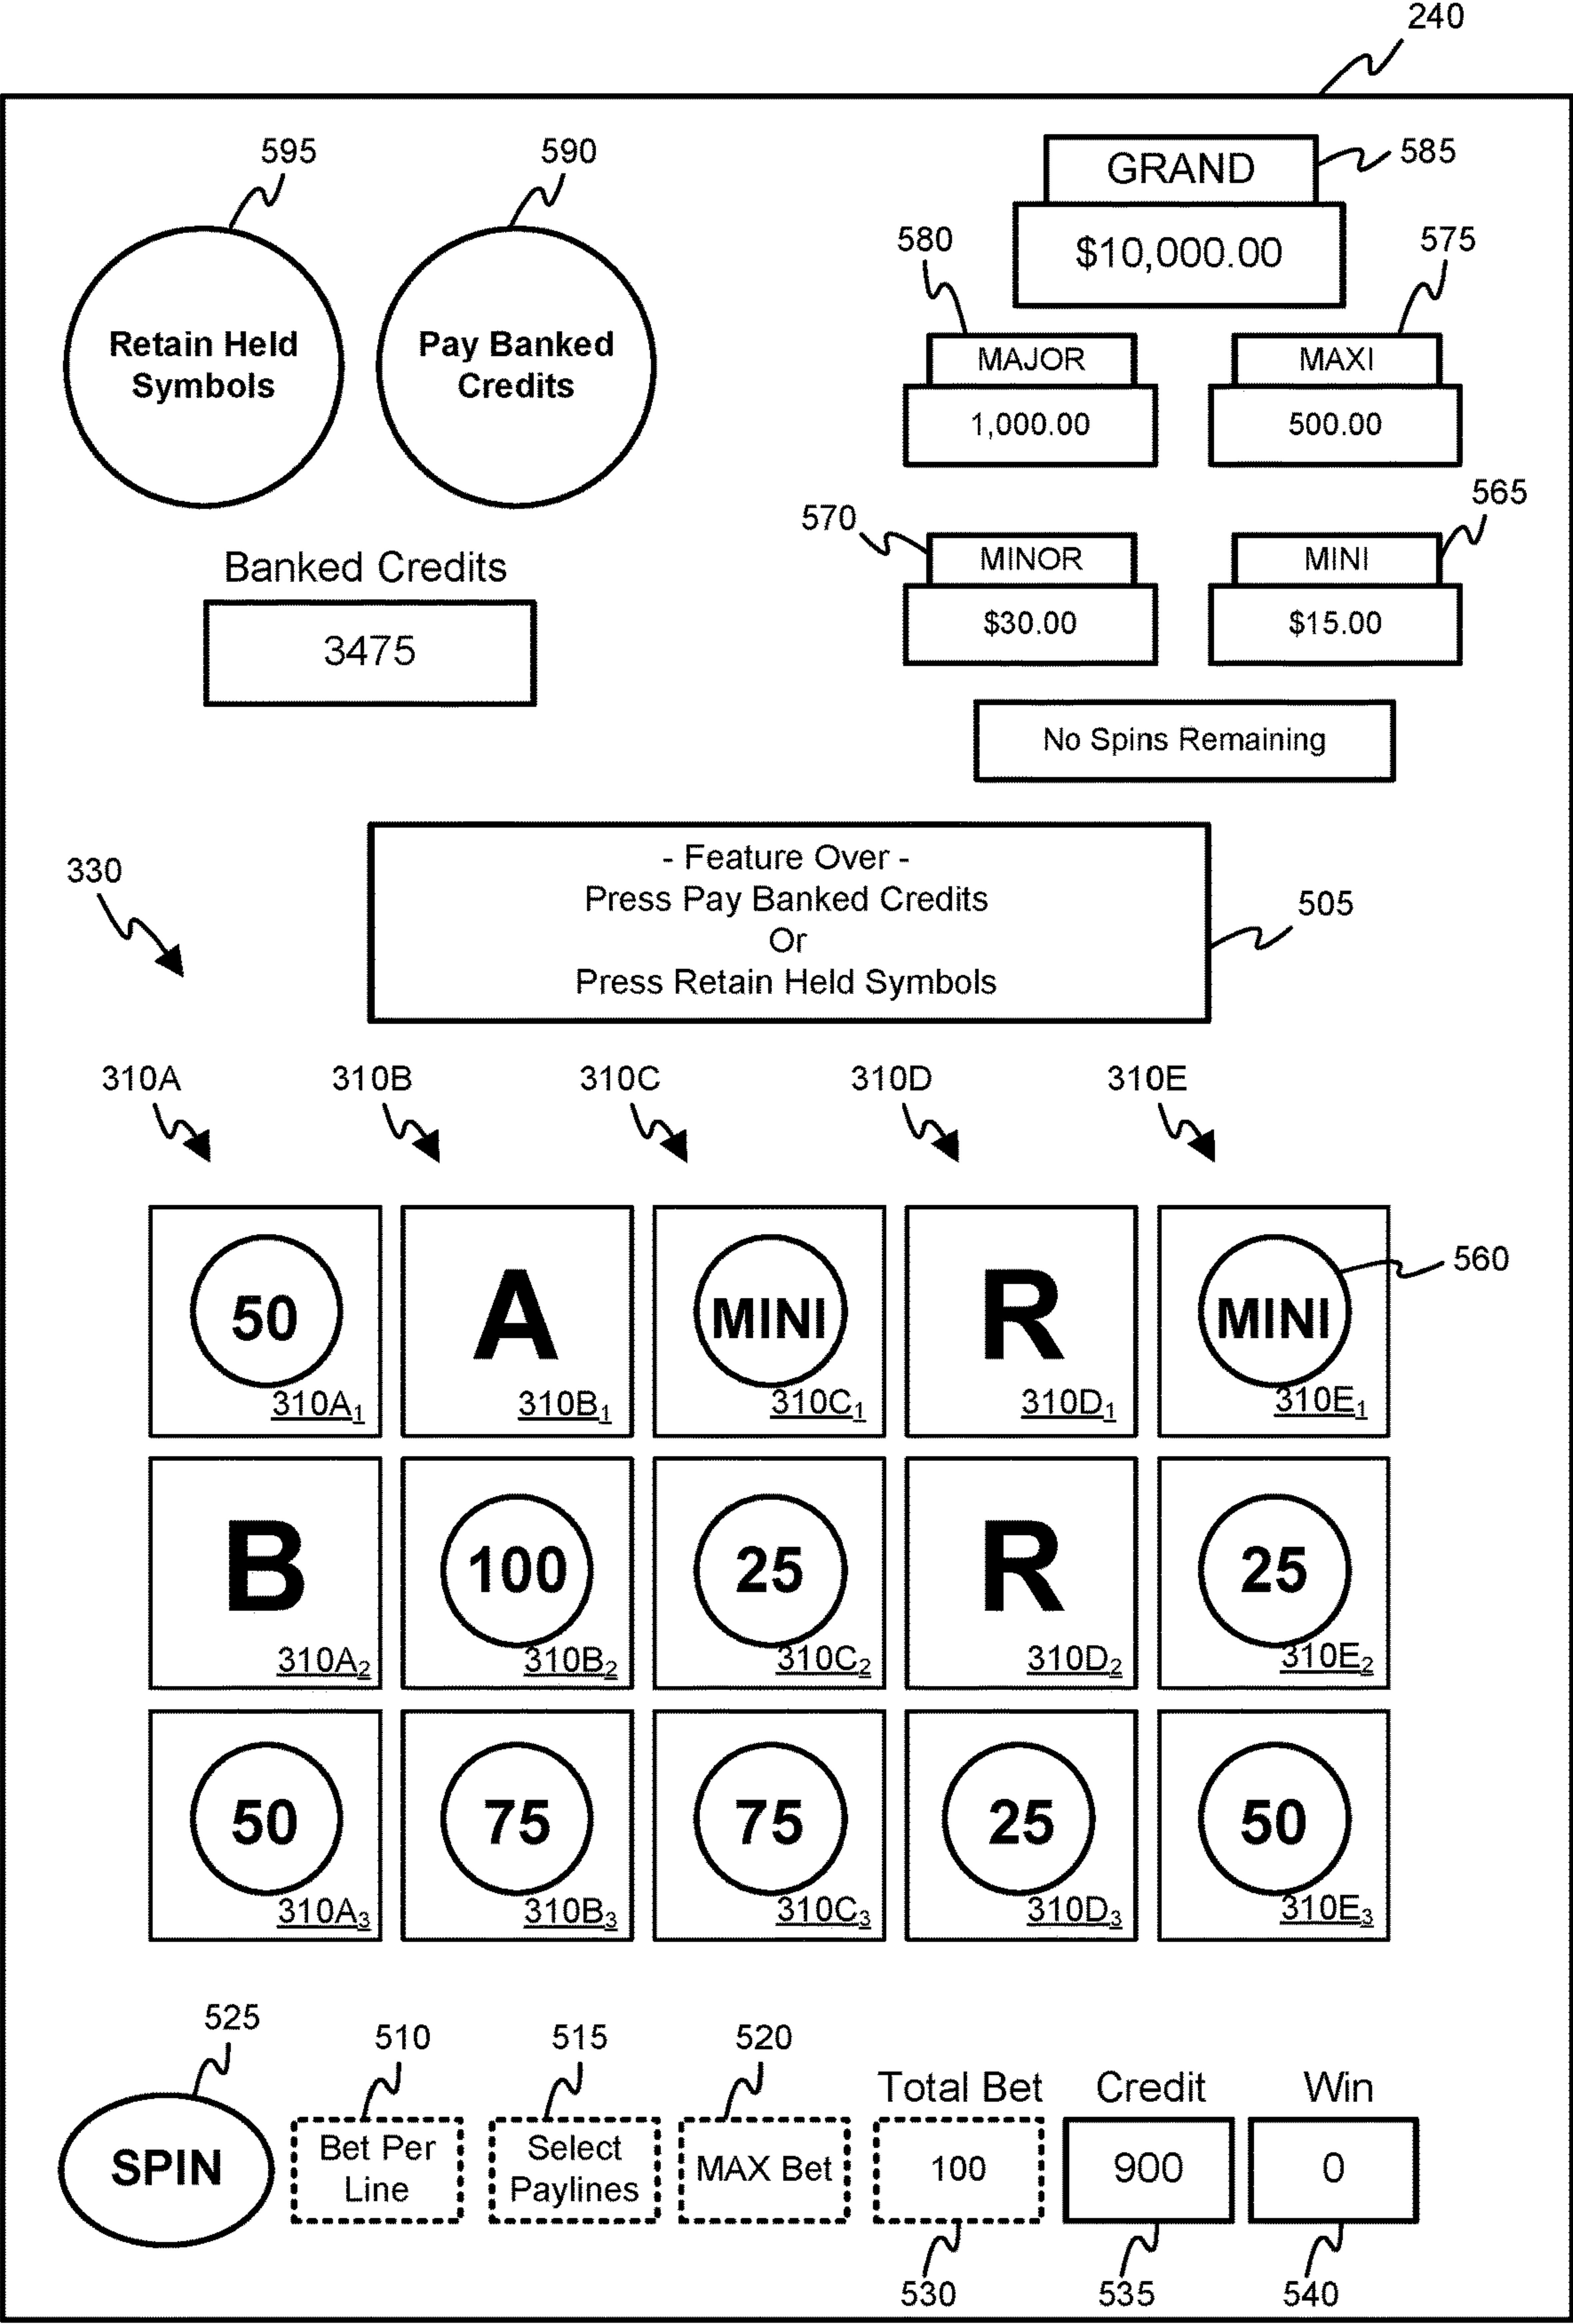 240
595
590
GRAND
585
$10,000.00
580
575
Retain Held
Symbols
Pay Banked
Credits
MAJOR
MAXI
1,000.00
500.00
570
565
Banked Credits
MINOR
MINI
3475
$30.00
$15.00
No Spins Remaining
330
- Feature Over -
Press Pay Banked Credits
Or
Press Retain Held Symbols
505
310A
310B
310C
310D
310E
50
A
MINI
R
MINI
560
310A1
310B1
310C1
310D1
310E1
B
100
25
R
25
310A2
310B2
310C2
310D2
310E2
50
75
75
25
50
310A3
310B3
310C3
310D3
310E3
525
510
515
520
Total Bet
Credit
Win
SPIN
Bet Per
Line
Select
Paylines
MAX Bet
100
900
0
530
535
540